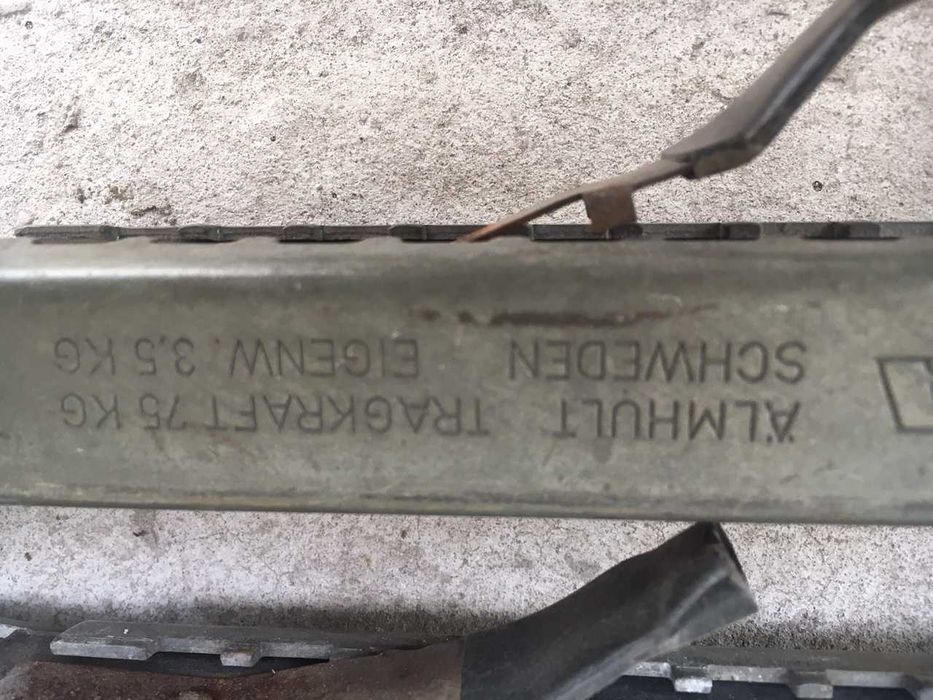 ÄLMHULT TRAGKRAFT 75 KG
SCHWEDEN EIGENW. 3,5 KG